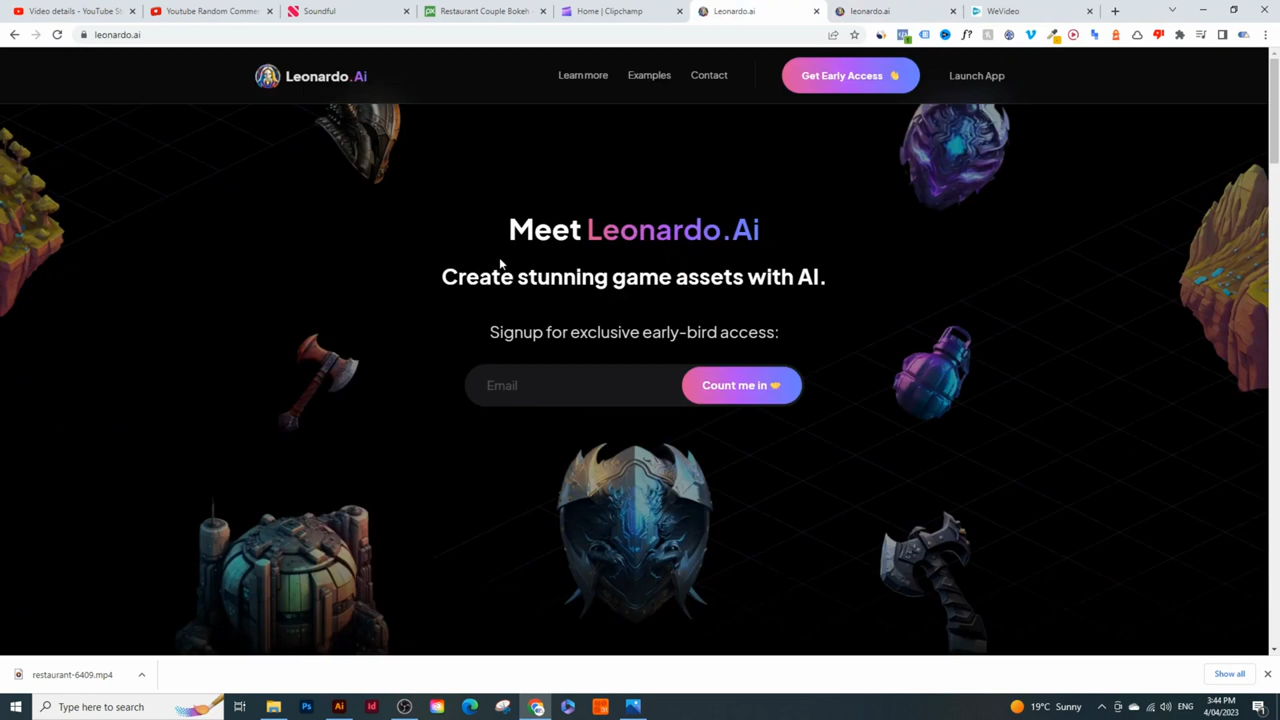 Video details - YouTube St
Youtube Random Comme
Soundful
Restaurant Couple Bokeh
Home | Clipchamp
Leonardo.ai
leonardo.ai
WeVideo
leonardo.ai
Leonardo.Ai
Learn more
Examples
Contact
Get Early Access
Launch App
Meet Leonardo.Ai
Create stunning game assets with AI.
Signup for exclusive early-bird access:
Email
Count me in
restaurant-6409.mp4
Show all
Type here to search
19°C Sunny
ENG
3:44 PM
4/04/2023